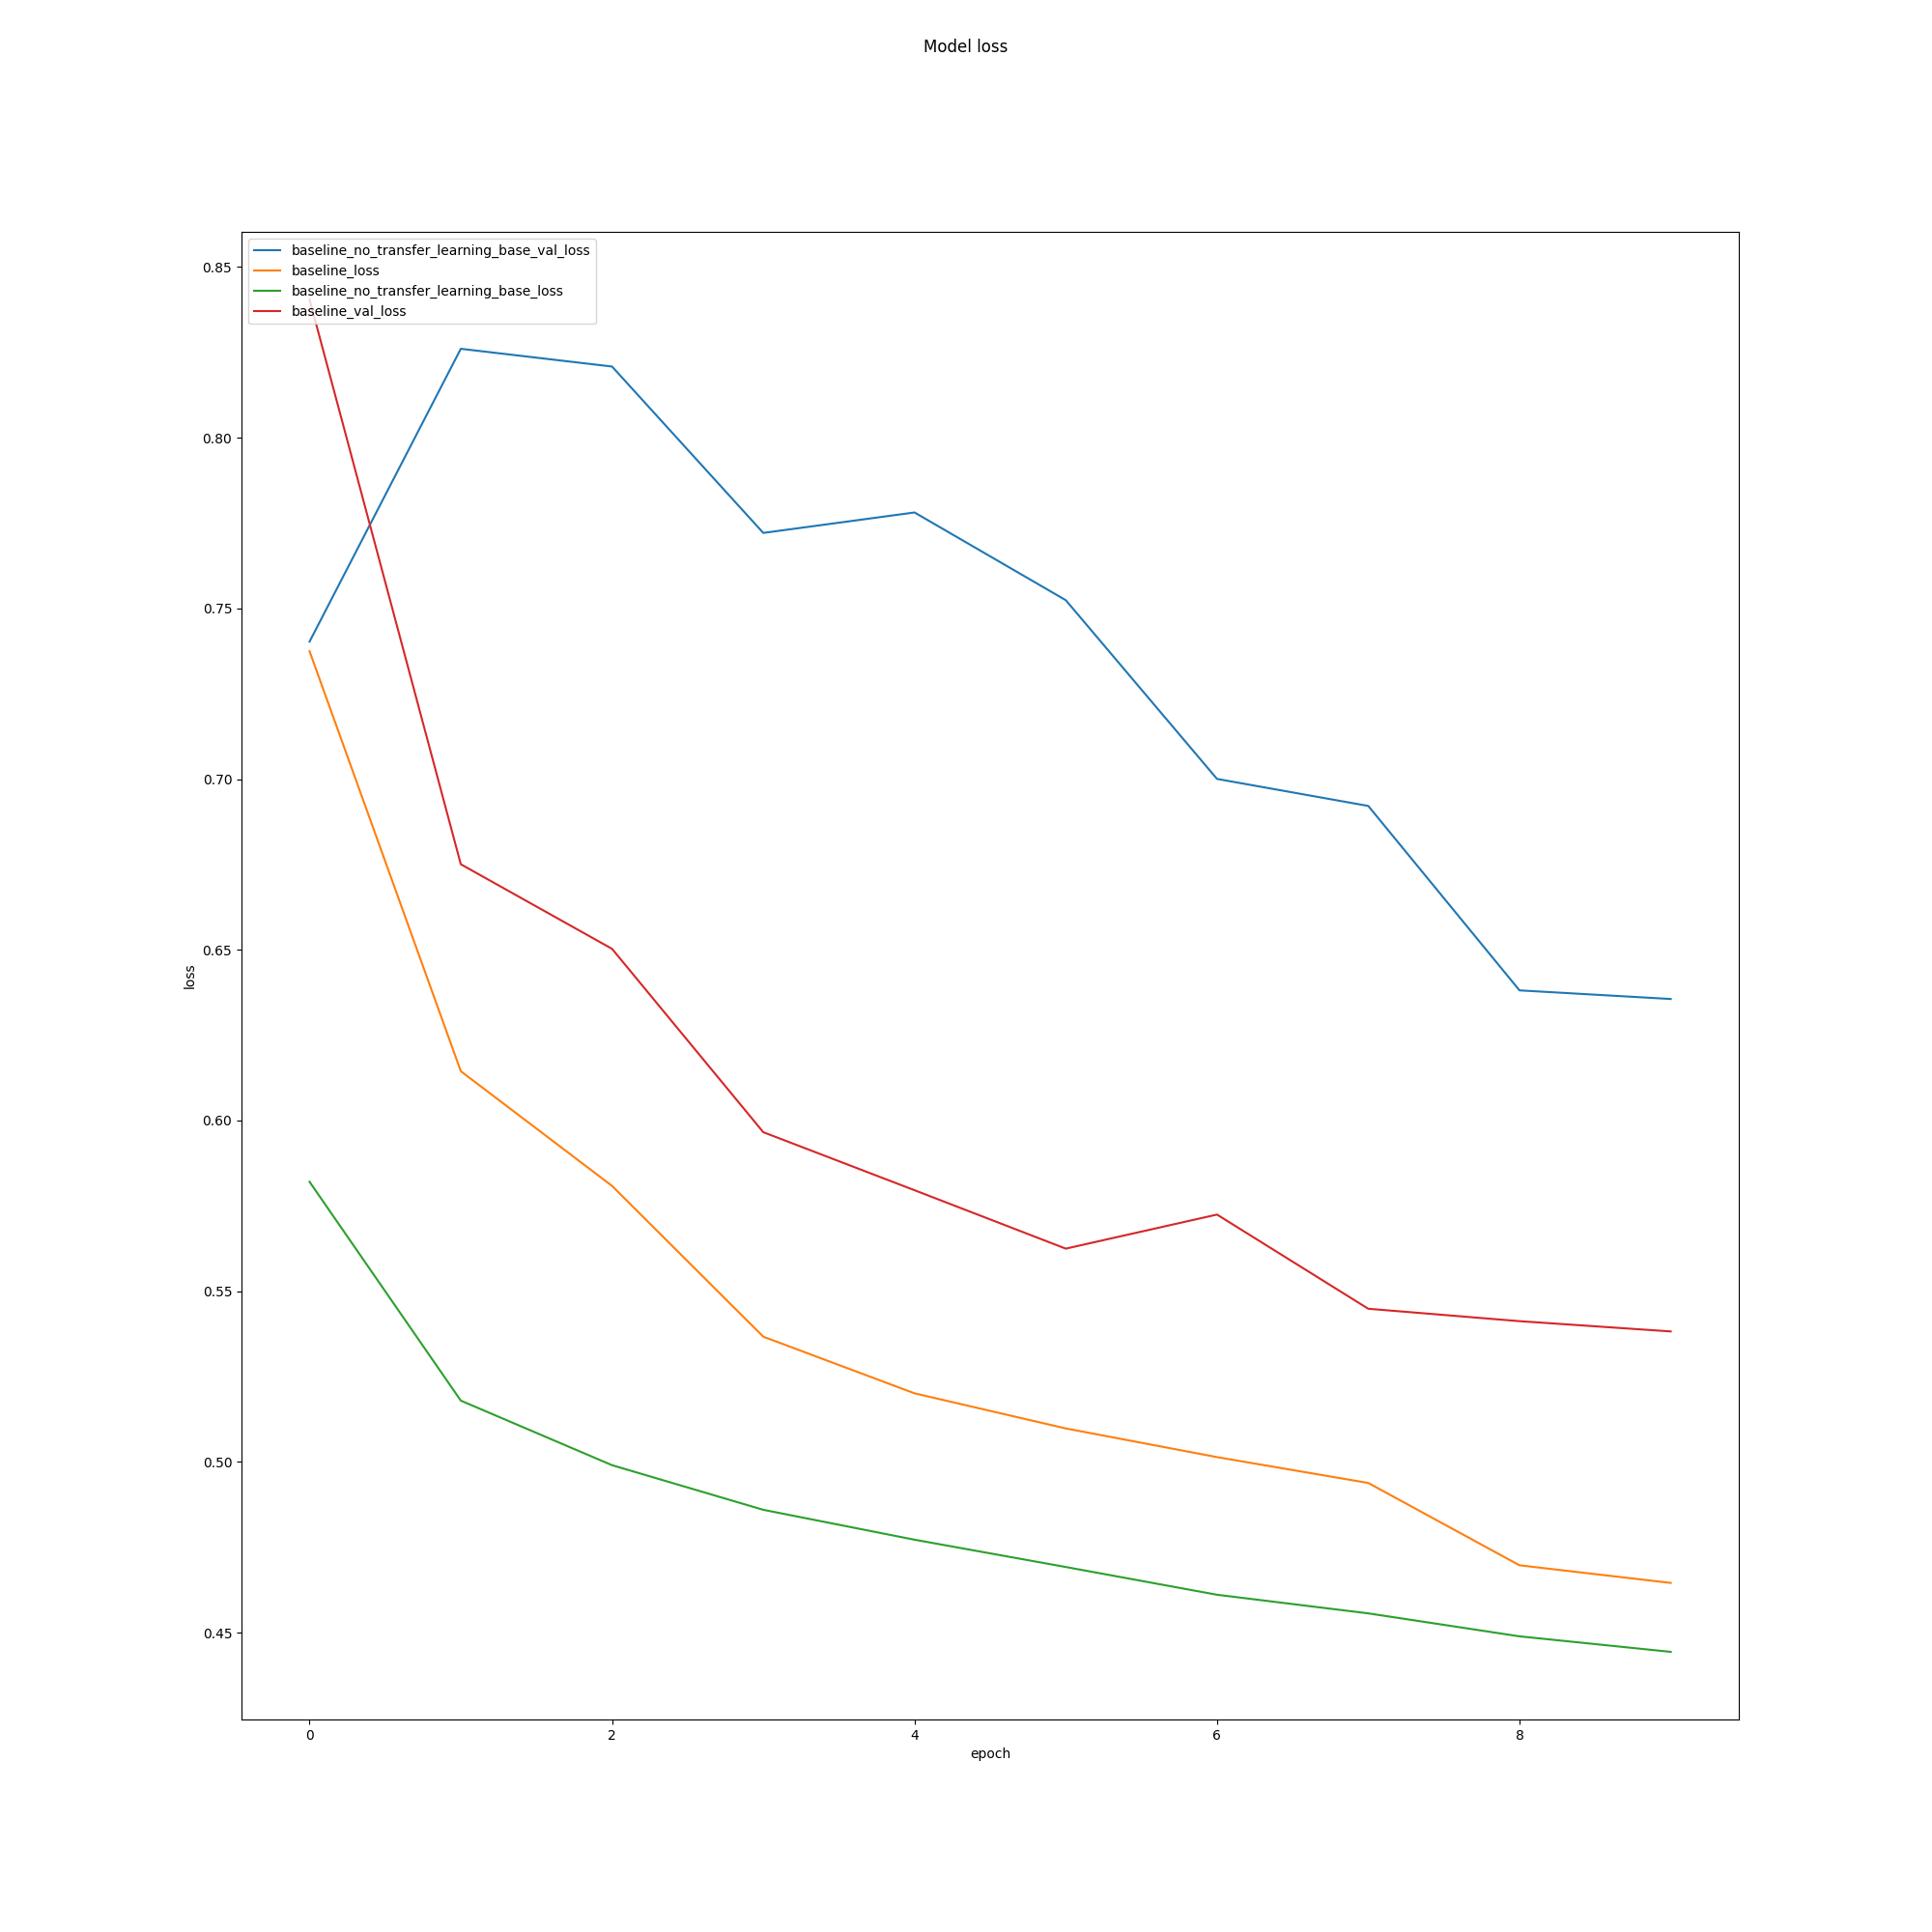 Model loss
baseline_no_transfer_learning_base_val_loss
baseline_loss
baseline_no_transfer_learning_base_loss
baseline_val_loss
0.85
0.80
0.75
0.70
0.65
0.60
0.55
0.50
0.45
loss
0 2 4 6 8
epoch